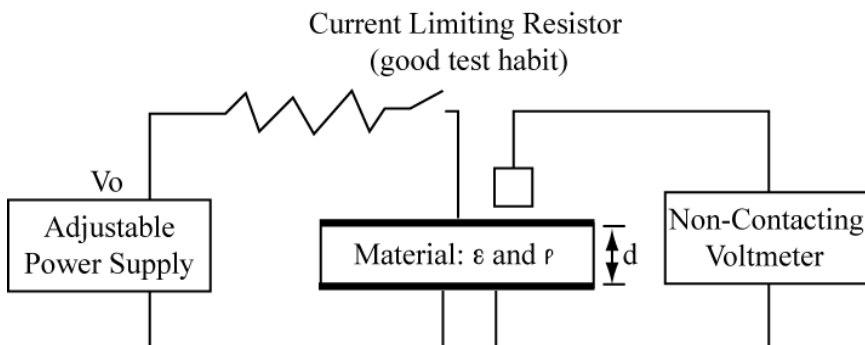 Current Limiting Resistor
(good test habit)
Vo
Adjustable
Power Supply
Material: ε and ρ
d
Non-Contacting
Voltmeter